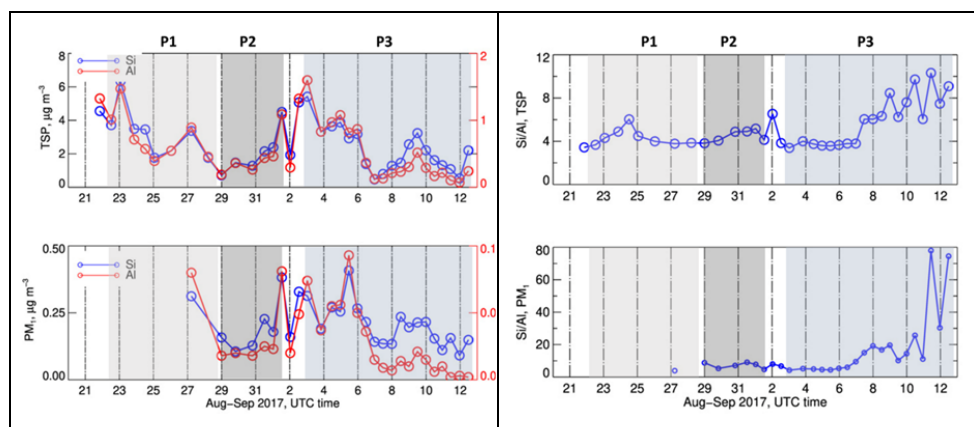 P1 P2 P3
8 2
Si
Al
6
4 1
2
0 0
TSP, µg m⁻³
21 23 25 27 29 31 2 4 6 8 10 12
0.50 0.1
Si
Al
0.25 0.0
0.00 0.0
PM₁, µg m⁻³
21 23 25 27 29 31 2 4 6 8 10 12
Aug-Sep 2017, UTC time
P1 P2 P3
12
8
4
0
Si/Al, TSP
21 23 25 27 29 31 2 4 6 8 10 12
80
60
40
20
0
Si/Al, PM₁
21 23 25 27 29 31 2 4 6 8 10 12
Aug-Sep 2017, UTC time